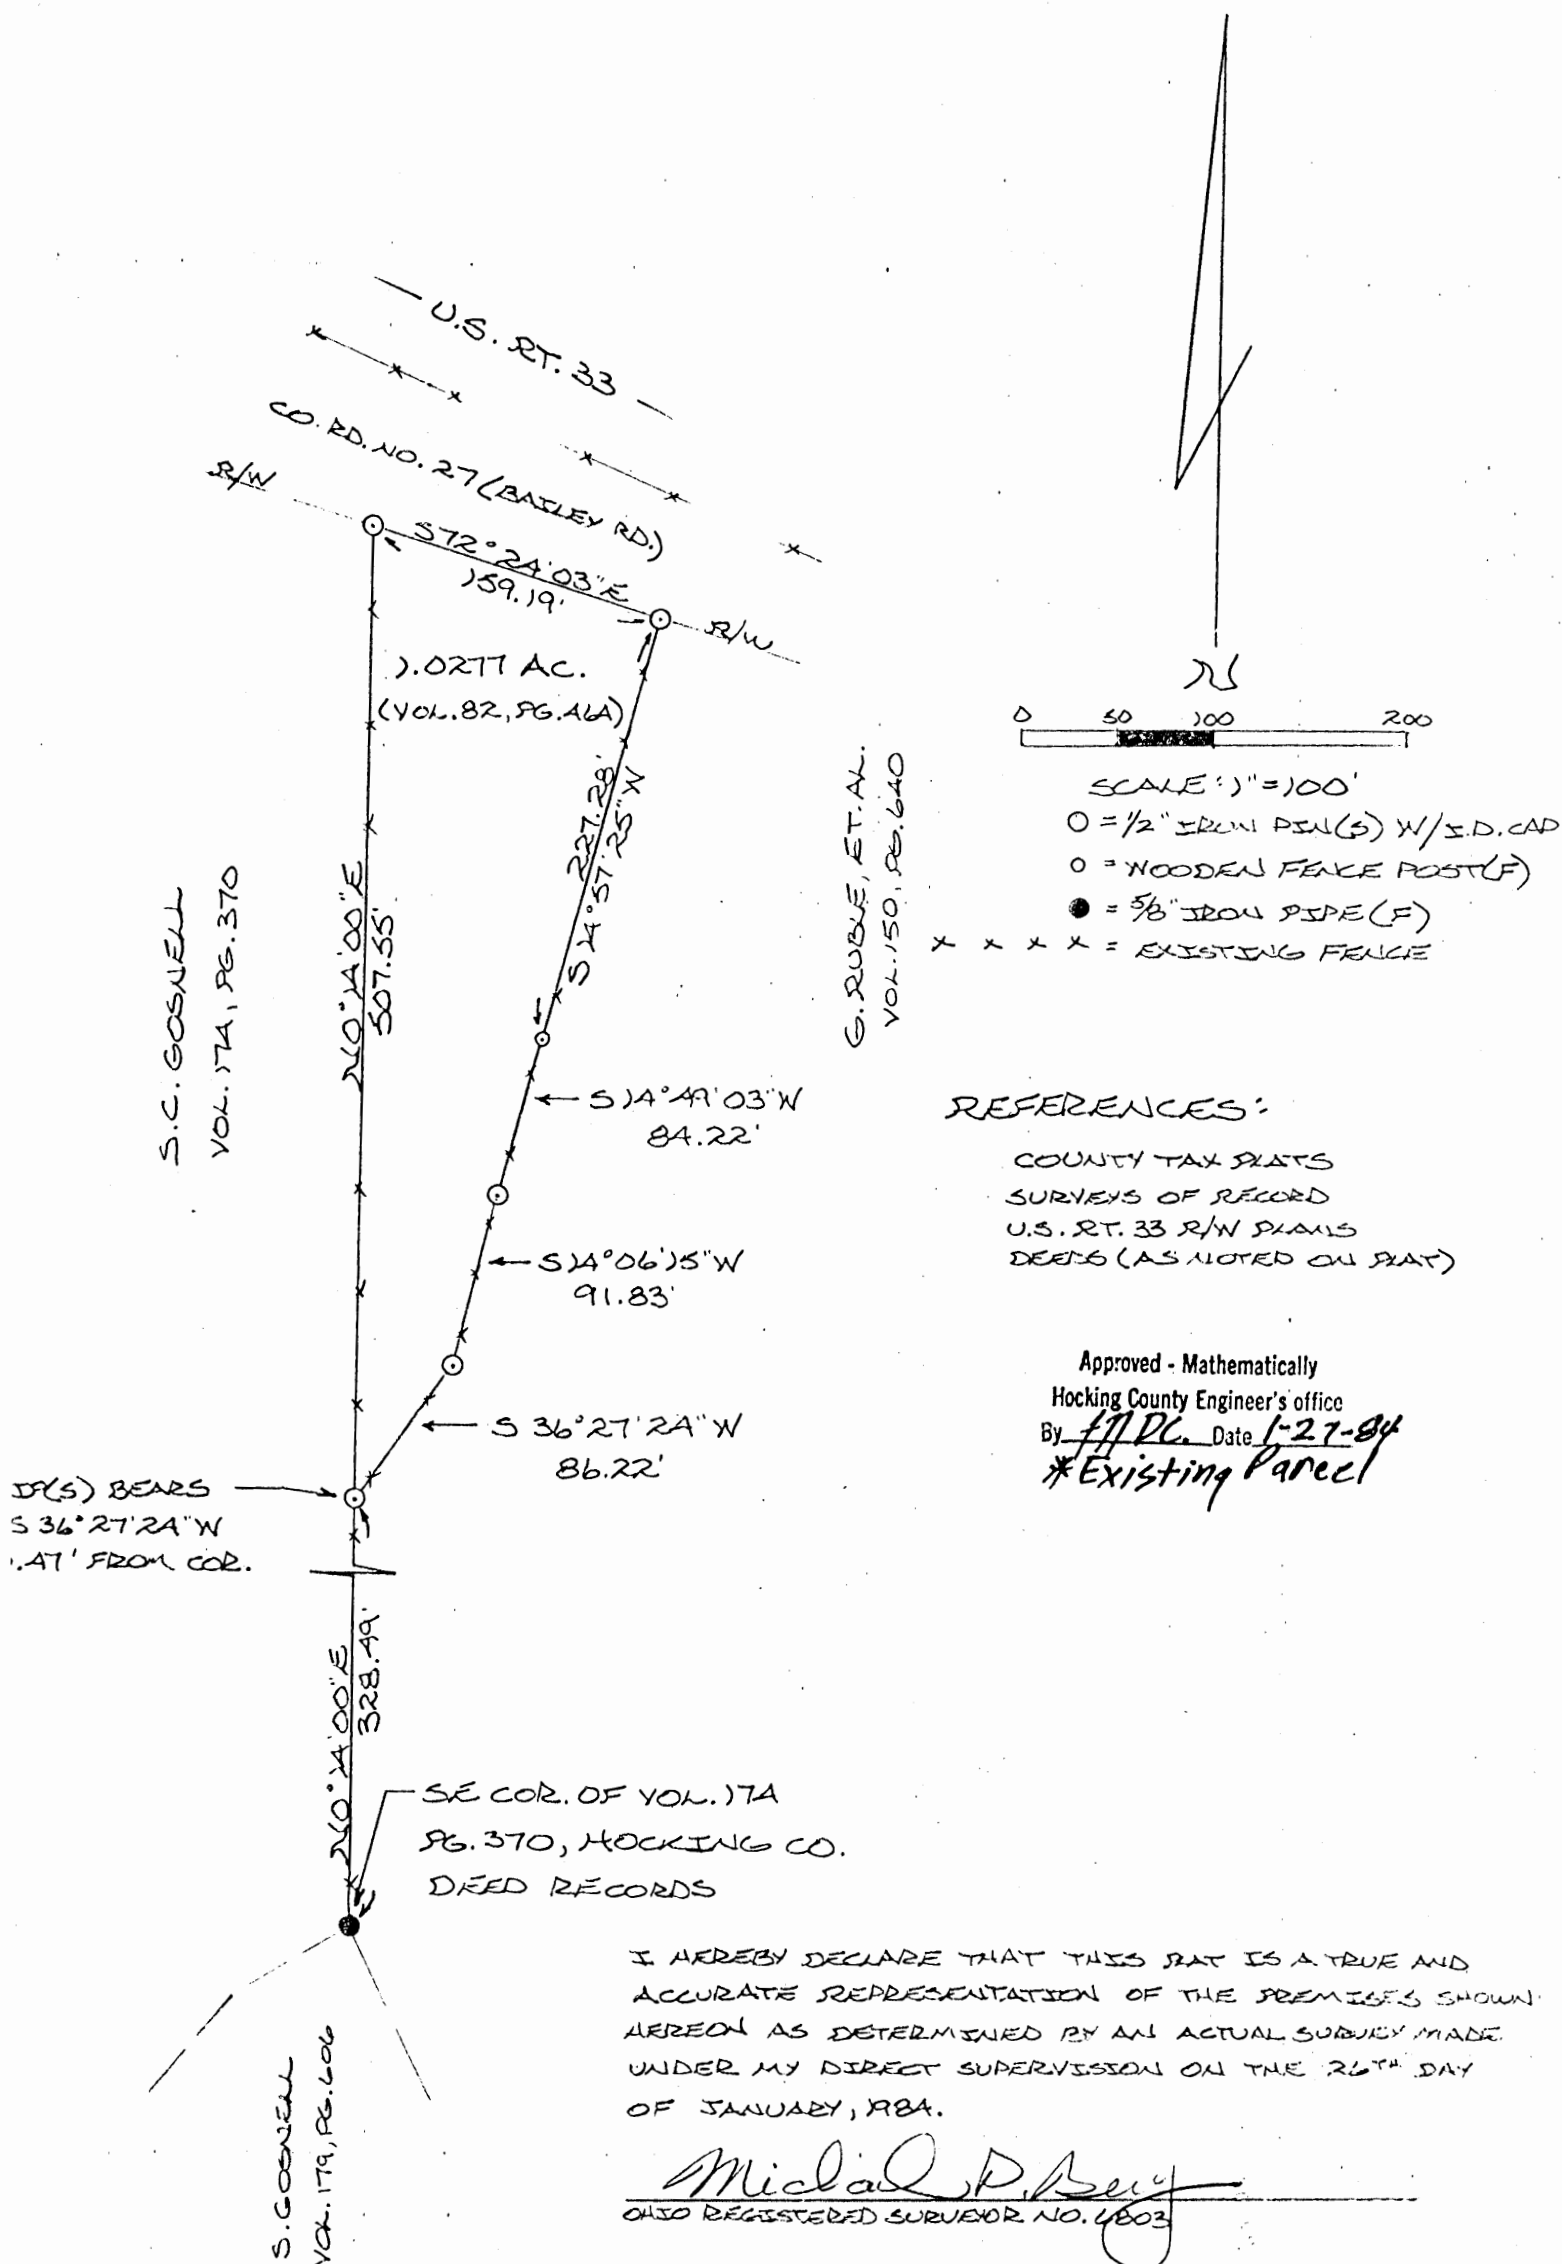 U.S. RT. 33
CO. RD. NO. 27 (BAILEY RD.)
R/W
S72°24'03"E
159.19'
R/W
1.0277 AC.
(VOL. 82, PG. 464)
227.28'
S 14°57'25"W
N0°14'00"E
507.55'
S.C. GOSNELL
VOL. 174, PG. 370
G. RUBLE, ET. AL.
VOL. 150, PG. 640
N
0 50 100 200
SCALE: 1"=100'
O = 1/2" IRON PIN(S) W/I.D. CAP
o = WOODEN FENCE POST(F)
● = 5/8" IRON PIPE (F)
x x x x = EXISTING FENCE
S14°49'03"W
84.22'
S14°06'15"W
91.83'
S 36°27'24"W
86.22'
REFERENCES:
COUNTY TAX PLATS
SURVEYS OF RECORD
U.S. RT. 33 R/W PLANS
DEEDS (AS NOTED ON PLAT)
Approved - Mathematically
Hocking County Engineer's office
By Date 1-27-84
*Existing Parcel
IP(S) BEARS
S 36°27'24"W
.47' FROM COR.
N0°14'00"E
328.49'
SE COR. OF VOL. 174
PG. 370, HOCKING CO.
DEED RECORDS
S. GOSNELL
VOL. 179, PG. 606
I HEREBY DECLARE THAT THIS PLAT IS A TRUE AND
ACCURATE REPRESENTATION OF THE PREMISES SHOWN
HEREON AS DETERMINED BY AN ACTUAL SURVEY MADE
UNDER MY DIRECT SUPERVISION ON THE 26TH DAY
OF JANUARY, 1984.
Michael P. Berry
OHIO REGISTERED SURVEYOR NO. 6803